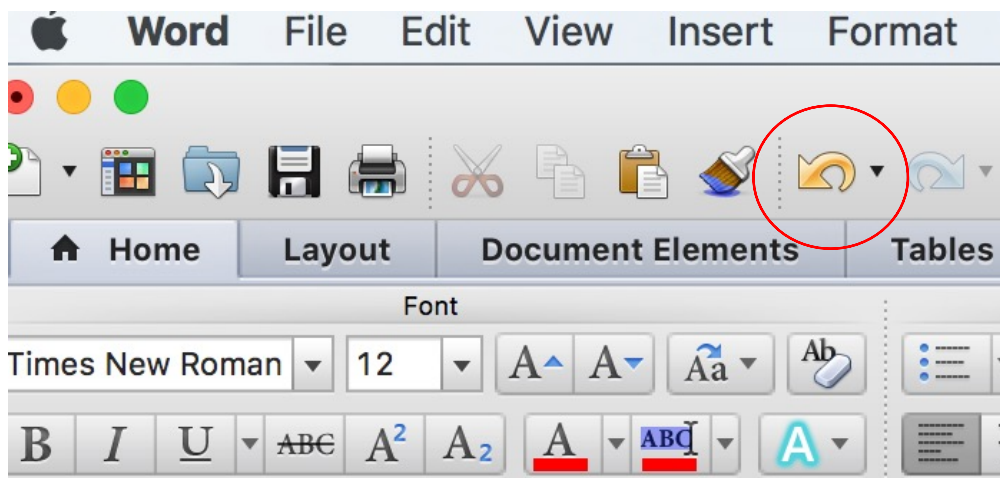 Word File Edit View Insert Format
Home Layout Document Elements Tables
Font
Times New Roman 12 A A Aa Ab
B I U ABC A2 A2 A ABC A